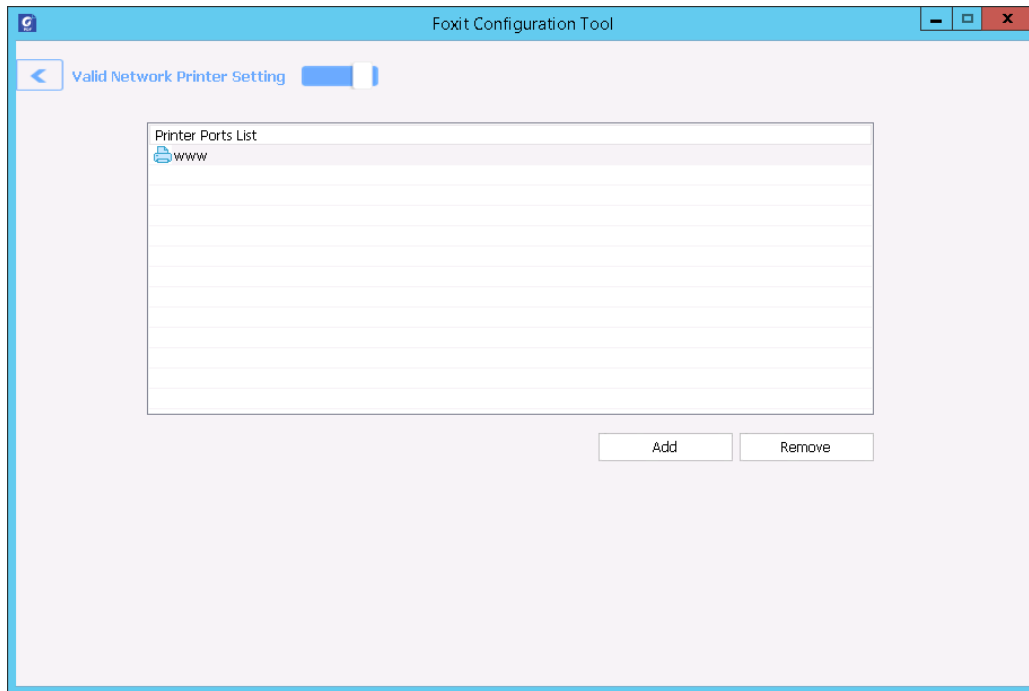 Foxit Configuration Tool
Valid Network Printer Setting
Printer Ports List
www
Add Remove